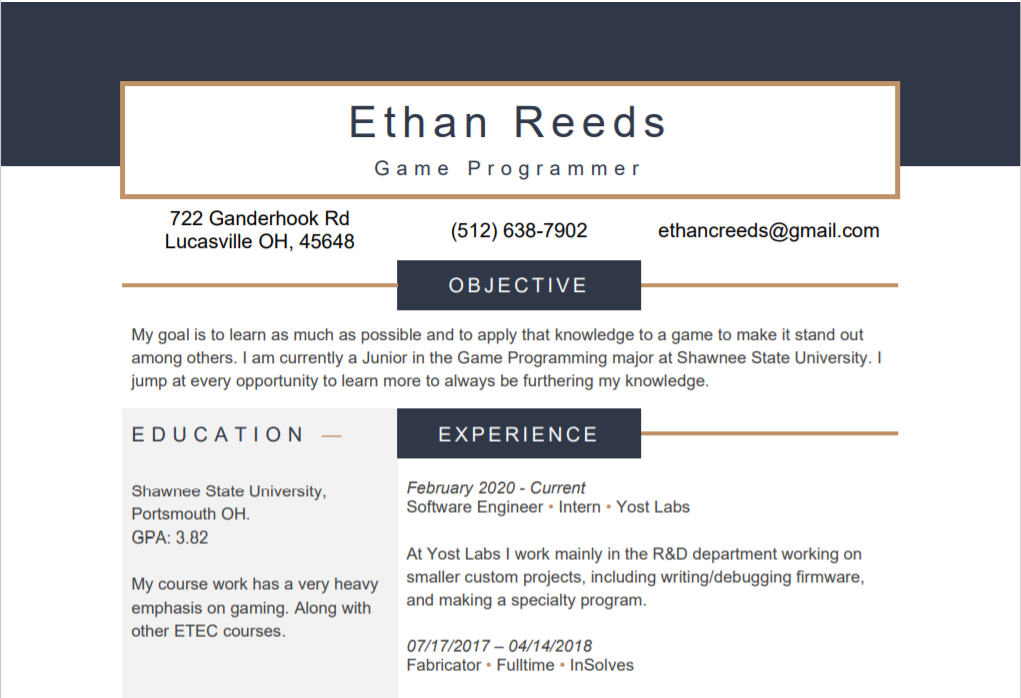 Ethan Reeds
Game Programmer
722 Ganderhook Rd
Lucasville OH, 45648
(512) 638-7902
ethancreeds@gmail.com
OBJECTIVE
My goal is to learn as much as possible and to apply that knowledge to a game to make it stand out
among others. I am currently a Junior in the Game Programming major at Shawnee State University. I
jump at every opportunity to learn more to always be furthering my knowledge.
EDUCATION —
Shawnee State University,
Portsmouth OH.
GPA: 3.82
My course work has a very heavy
emphasis on gaming. Along with
other ETEC courses.
EXPERIENCE
February 2020 - Current
Software Engineer • Intern • Yost Labs
At Yost Labs I work mainly in the R&D department working on
smaller custom projects, including writing/debugging firmware,
and making a specialty program.
07/17/2017 – 04/14/2018
Fabricator • Fulltime • InSolves